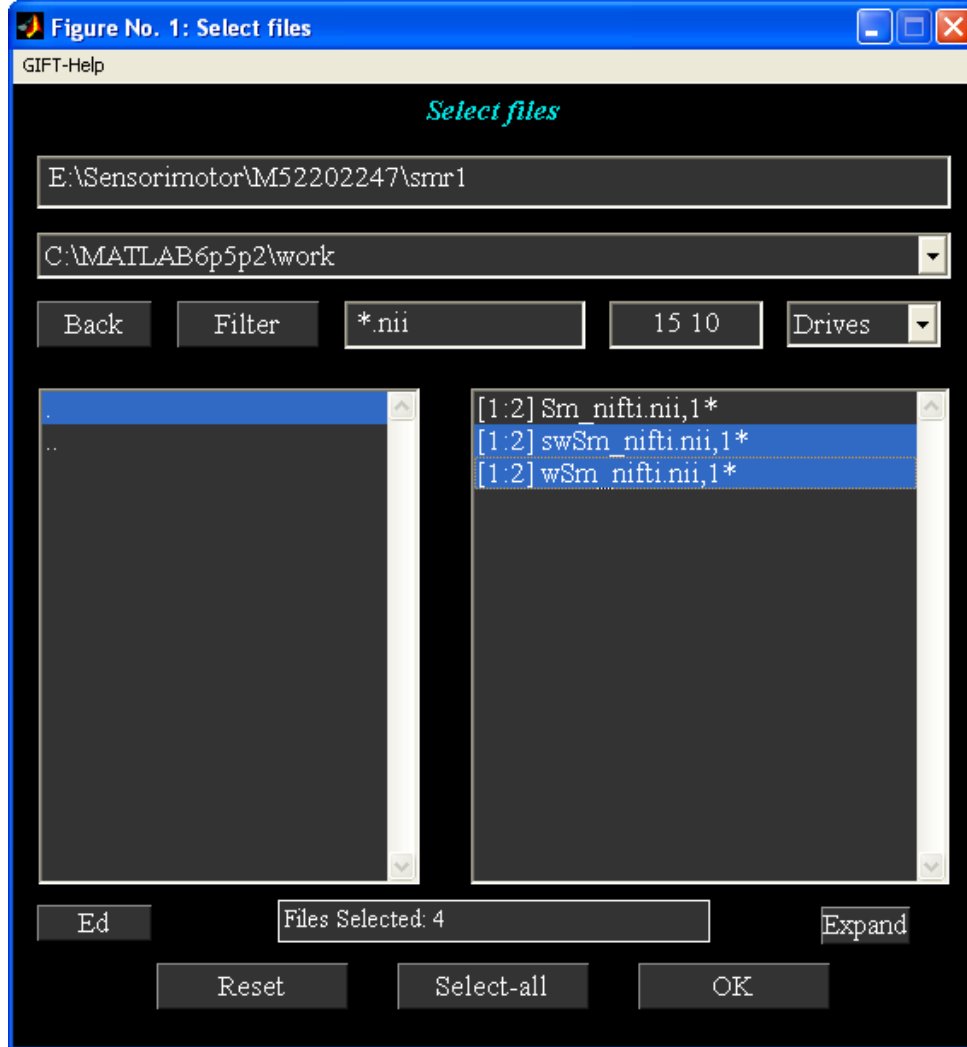 Figure No. 1: Select files
GIFT-Help
Select files
E:\Sensorimotor\M52202247\smr1
C:\MATLAB6p5p2\work
Back Filter *.nii 15 10 Drives
.
..
[1:2] Sm_nifti.nii,1*
[1:2] swSm_nifti.nii,1*
[1:2] wSm_nifti.nii,1*
Ed Files Selected: 4 Expand
Reset Select-all OK